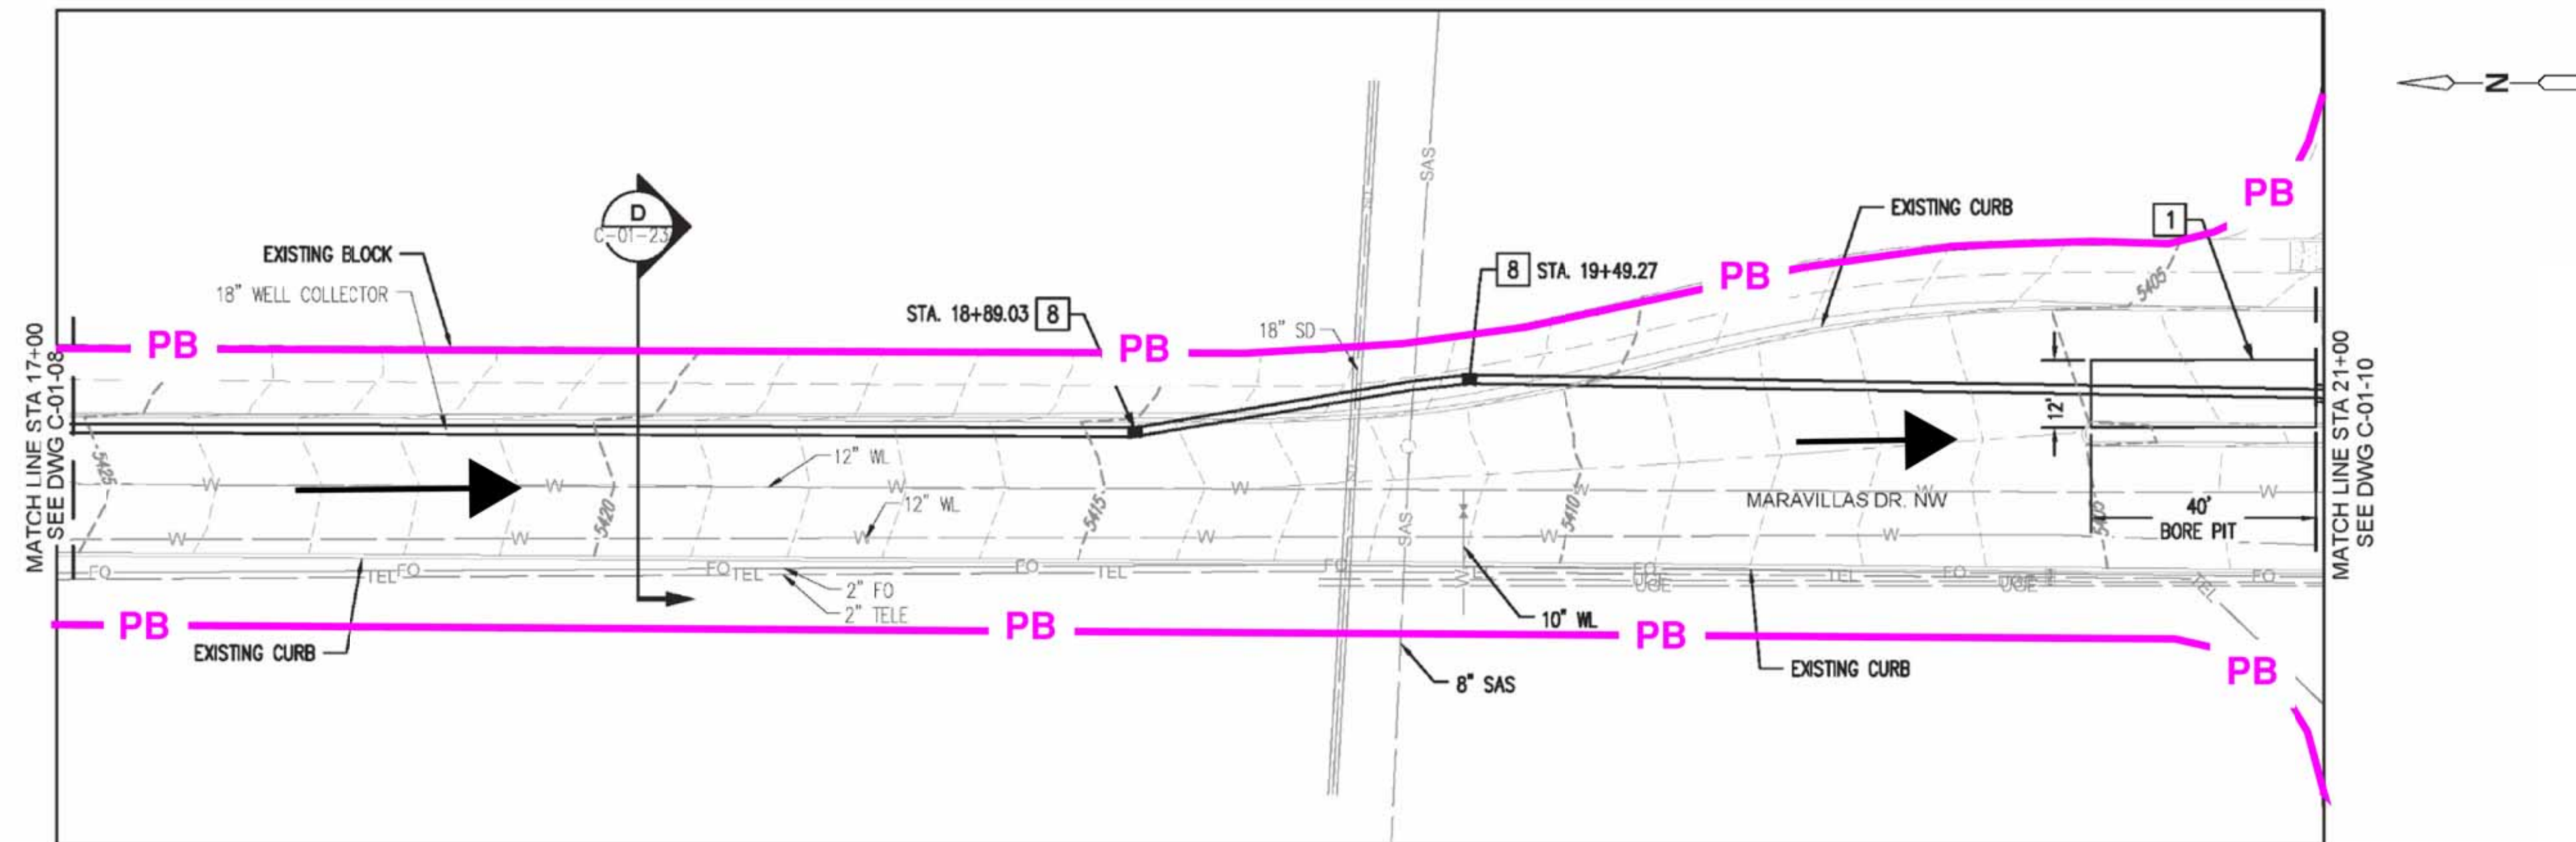 N
PB
1
EXISTING CURB
D
C-01-23
EXISTING BLOCK
18" WELL COLLECTOR
8 STA. 19+49.27
PB
5405
STA. 18+89.03 8
18" SD
SAS
PB
PB
MATCH LINE STA 17+00
SEE DWG C-01-08
MATCH LINE STA 21+00
SEE DWG C-01-10
12'
5425
12" WL
W
W
W
W
W
W
W
MARAVILLAS DR. NW
40'
BORE PIT
12" WL
5420
5415
SAS
5410
5400
W
W
W
W
W
W
FO
TEL
FO
FO
TEL
FO
TEL
FO
FO
UGE
TEL
FO
UGE
TEL
FO
2" FO
2" TELE
10" WL
PB
PB
PB
PB
EXISTING CURB
EXISTING CURB
8" SAS